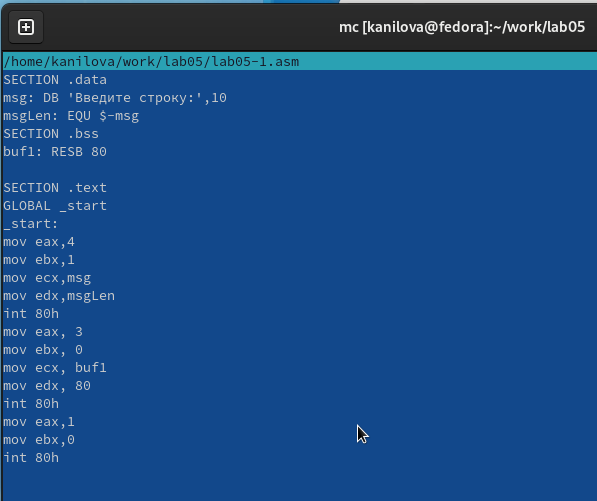 mc [kanilova@fedora]:~/work/lab05
/home/kanilova/work/lab05/lab05-1.asm
SECTION .data
msg: DB 'Введите строку:',10
msgLen: EQU $-msg
SECTION .bss
buf1: RESB 80

SECTION .text
GLOBAL _start
_start:
mov eax,4
mov ebx,1
mov ecx,msg
mov edx,msgLen
int 80h
mov eax, 3
mov ebx, 0
mov ecx, buf1
mov edx, 80
int 80h
mov eax,1
mov ebx,0
int 80h